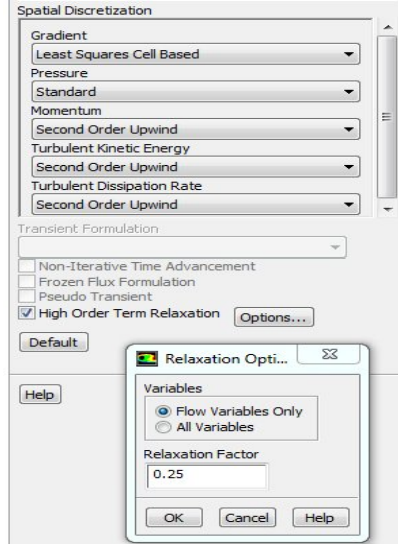 Spatial Discretization
Gradient
Least Squares Cell Based
Pressure
Standard
Momentum
Second Order Upwind
Turbulent Kinetic Energy
Second Order Upwind
Turbulent Dissipation Rate
Second Order Upwind
Transient Formulation
Non-Iterative Time Advancement
Frozen Flux Formulation
Pseudo Transient
High Order Term Relaxation Options...
Default
Relaxation Opti...
Help
Variables
Flow Variables Only
All Variables
Relaxation Factor
0.25
OK Cancel Help